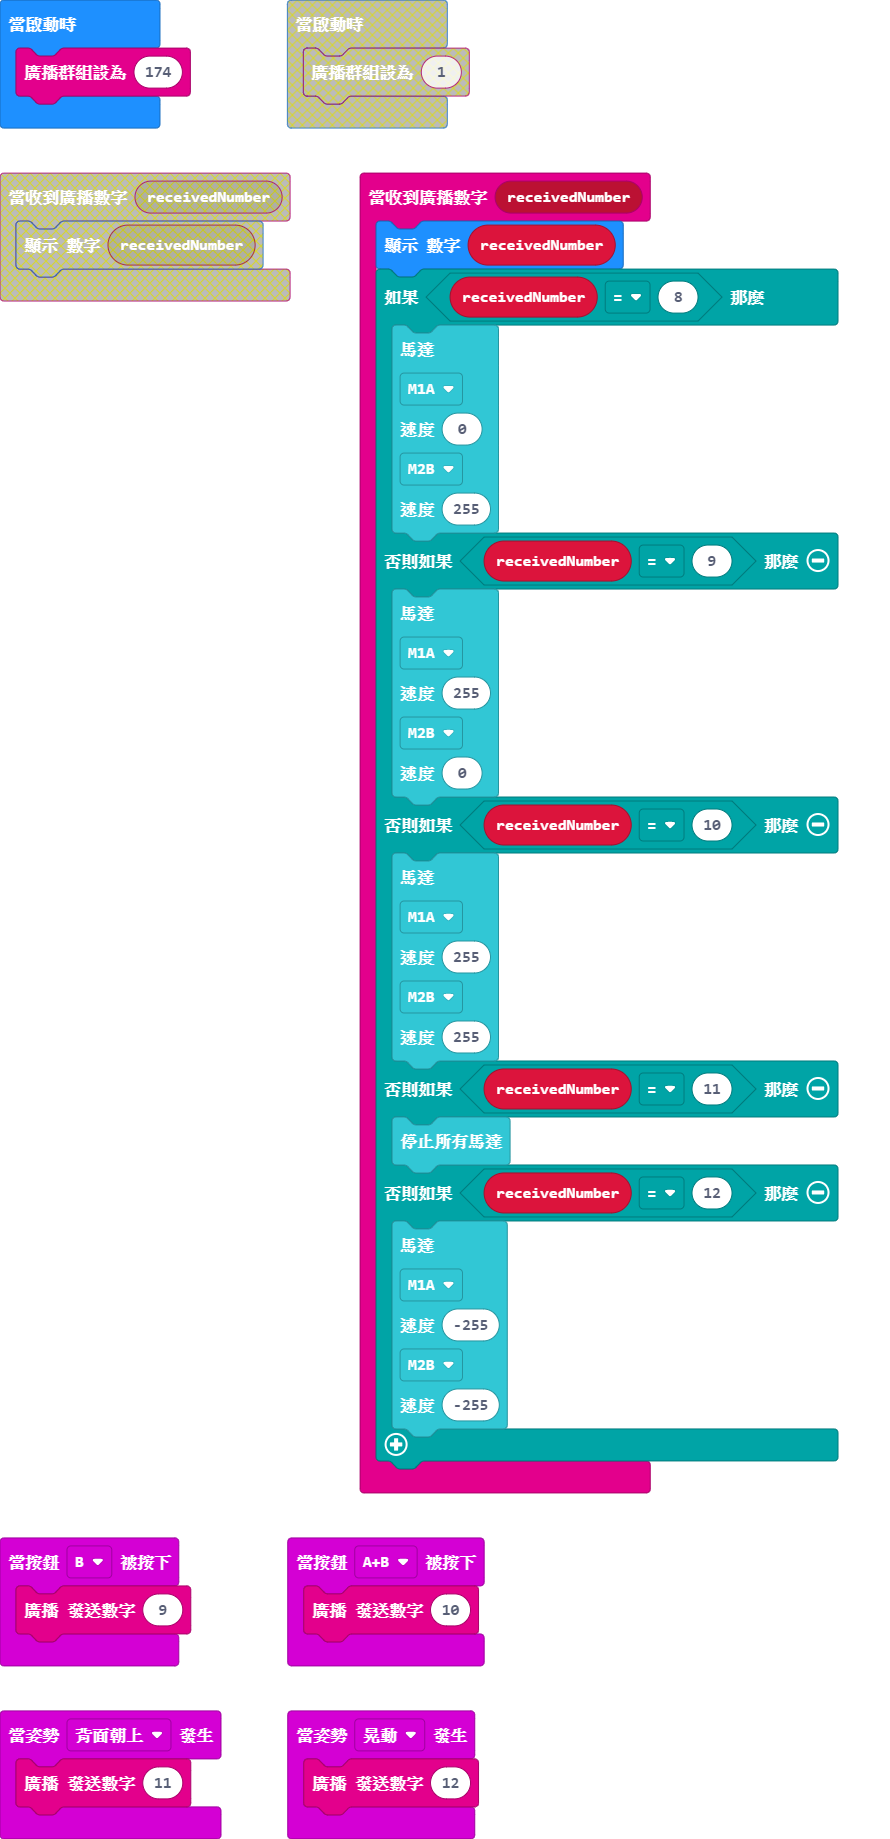 當啟動時
廣播群組設為 174
當啟動時
廣播群組設為 1
當收到廣播數字 receivedNumber
顯示 數字 receivedNumber
當收到廣播數字 receivedNumber
顯示 數字 receivedNumber
如果 receivedNumber = 8 那麼
馬達
M1A
速度 0
M2B
速度 255
否則如果 receivedNumber = 9 那麼
馬達
M1A
速度 255
M2B
速度 0
否則如果 receivedNumber = 10 那麼
馬達
M1A
速度 255
M2B
速度 255
否則如果 receivedNumber = 11 那麼
停止所有馬達
否則如果 receivedNumber = 12 那麼
馬達
M1A
速度 -255
M2B
速度 -255
當按鈕 B 被按下
廣播 發送數字 9
當按鈕 A+B 被按下
廣播 發送數字 10
當姿勢 背面朝上 發生
廣播 發送數字 11
當姿勢 晃動 發生
廣播 發送數字 12